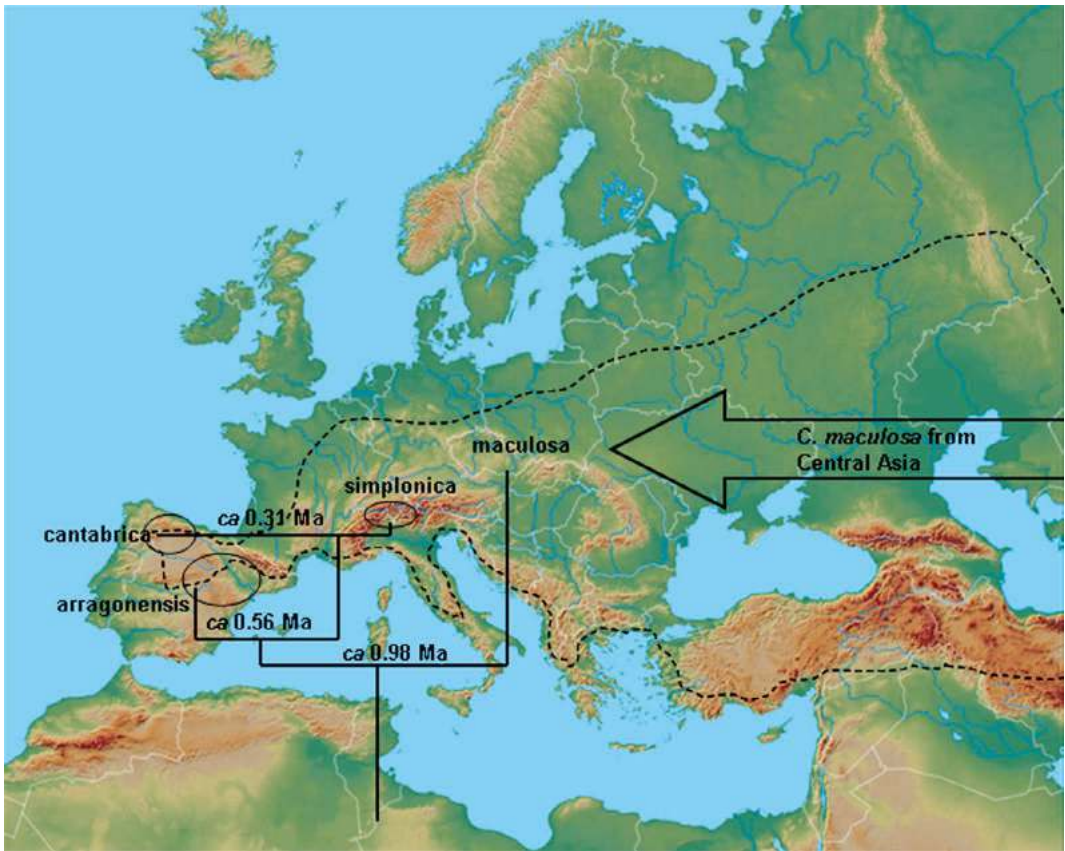 maculosa
C. maculosa from
Central Asia
simplonica
ca 0.31 Ma
cantabrica
arragonensis
ca 0.56 Ma
ca 0.98 Ma